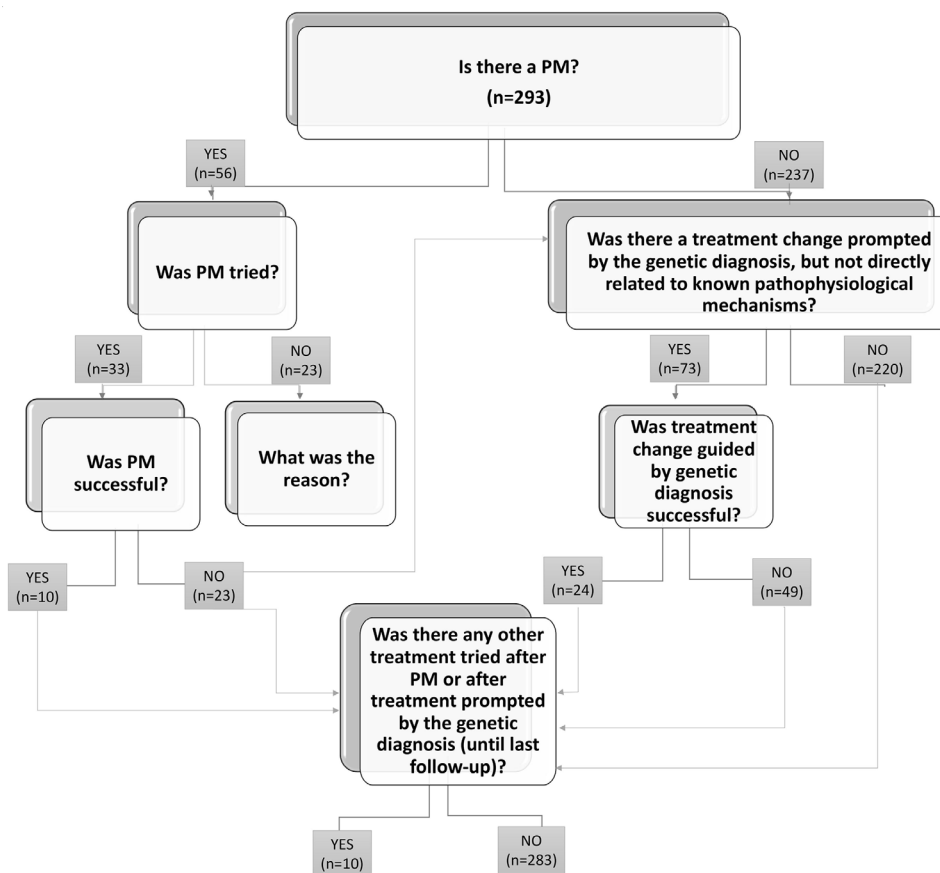 Is there a PM?
(n=293)
YES
(n=56)
NO
(n=237)
Was PM tried?
Was there a treatment change prompted
by the genetic diagnosis, but not directly
related to known pathophysiological
mechanisms?
YES
(n=33)
NO
(n=23)
YES
(n=73)
NO
(n=220)
Was PM
successful?
What was the
reason?
Was treatment
change guided
by genetic
diagnosis
successful?
YES
(n=10)
NO
(n=23)
YES
(n=24)
NO
(n=49)
Was there any other
treatment tried after
PM or after
treatment prompted
by the genetic
diagnosis (until last
follow-up)?
YES
(n=10)
NO
(n=283)